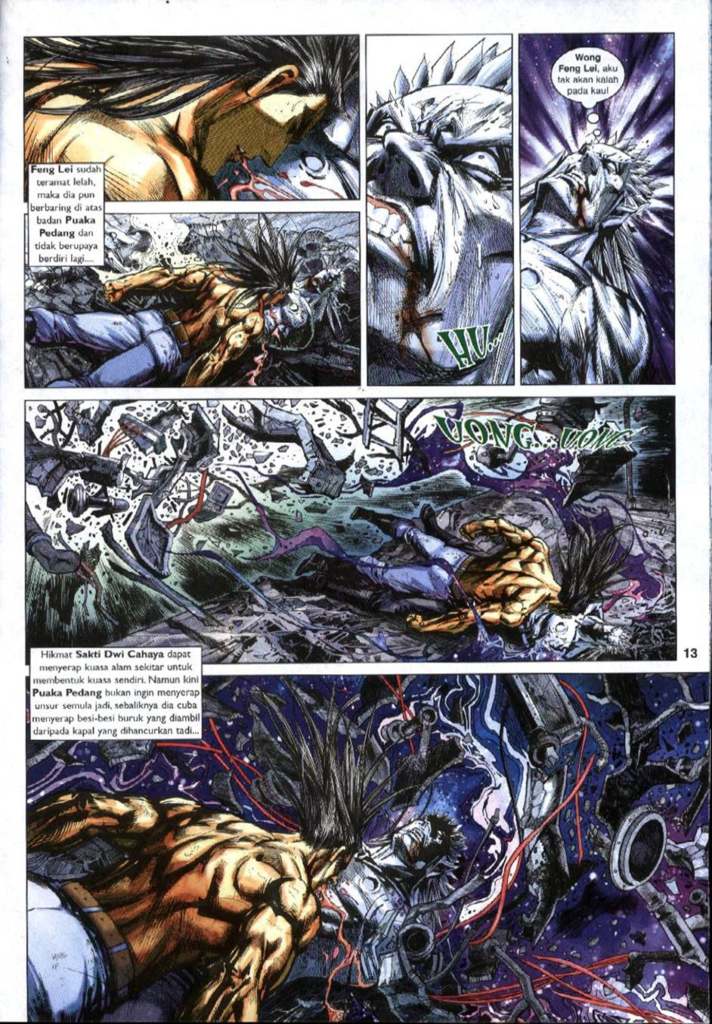 Feng Lei sudah
teramat lelah,
maka dia pun
berbaring di atas
badan Puaka
Pedang dan
tidak berupaya
berdiri lagi....
HU...
Wong
Feng Lei, aku
tak akan kalah
pada kau!
UONG... UONG...
13
Hikmat Sakti Dwi Cahaya dapat
menyerap kuasa alam sekitar untuk
membentuk kuasa sendiri. Namun kini
Puaka Pedang bukan ingin menyerap
unsur semula jadi, sebaliknya dia cuba
menyerap besi-besi buruk yang diambil
daripada kapal yang dihancurkan tadi...